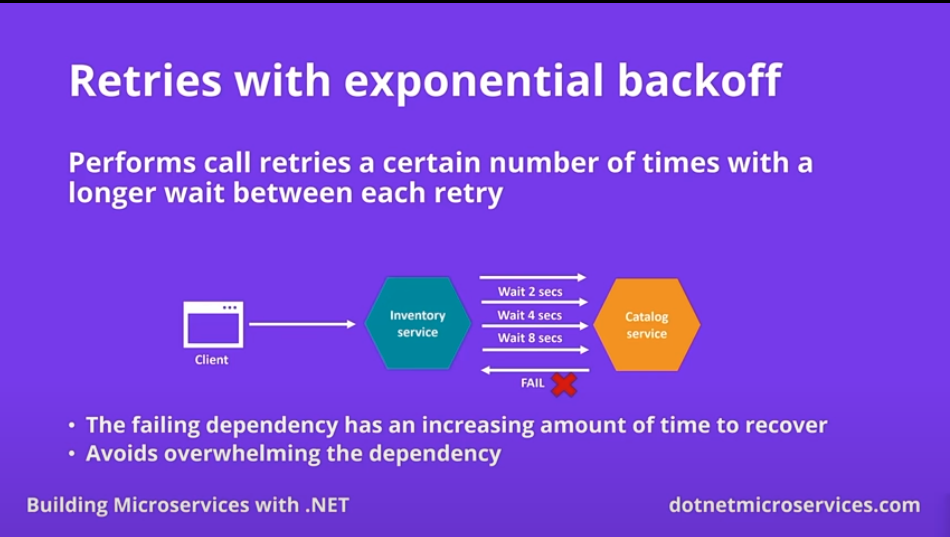 Retries with exponential backoff
Performs call retries a certain number of times with a
longer wait between each retry
Client
Inventory
service
Wait 2 secs
Wait 4 secs
Wait 8 secs
FAIL
Catalog
service
• The failing dependency has an increasing amount of time to recover
• Avoids overwhelming the dependency
Building Microservices with .NET
dotnetmicroservices.com